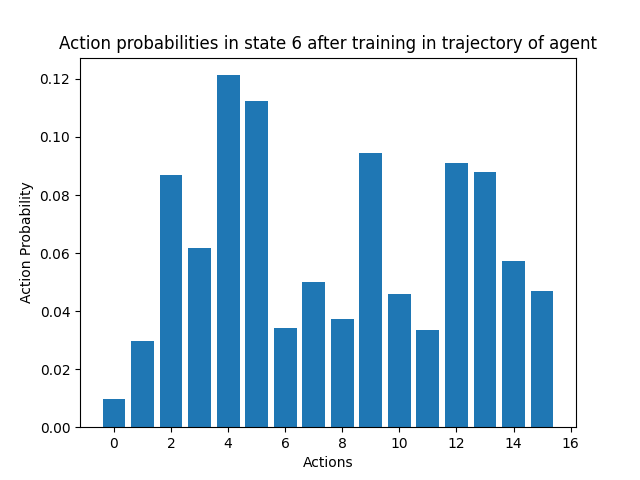 Action probabilities in state 6 after training in trajectory of agent
0.12
0.10
0.08
0.06
0.04
0.02
0.00
Action Probability
0 2 4 6 8 10 12 14 16
Actions